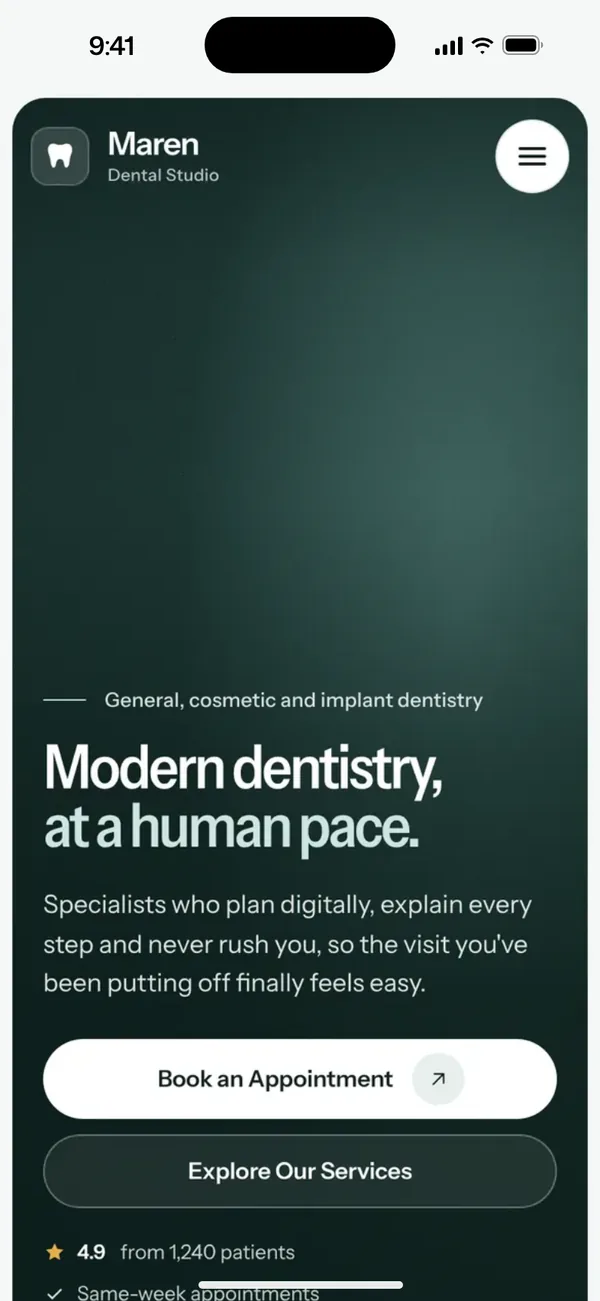 9:41
Maren
Dental Studio
General, cosmetic and implant dentistry
Modern dentistry,
at a human pace.
Specialists who plan digitally, explain every
step and never rush you, so the visit you've
been putting off finally feels easy.
Book an Appointment
Explore Our Services
4.9 from 1,240 patients
Same-week appointments